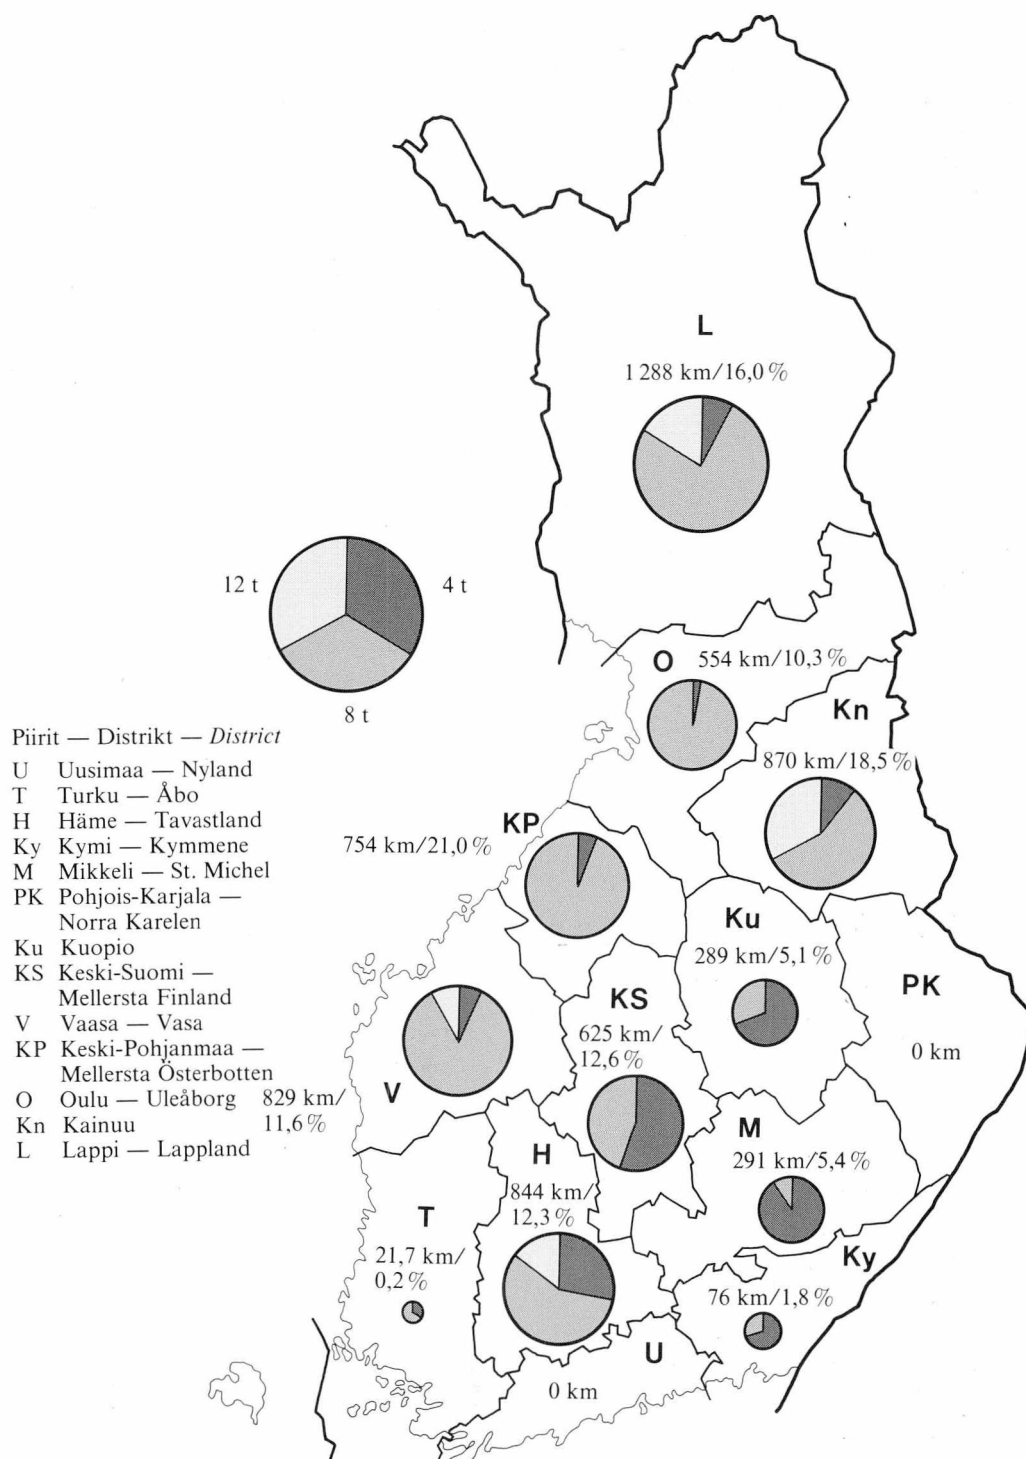 L
1 288 km/16,0 %
12 t
4 t
8 t
O
554 km/10,3 %
Kn
870 km/18,5 %
Piirit — Distrikt — District
U Uusimaa — Nyland
T Turku — Åbo
H Häme — Tavastland
Ky Kymi — Kymmene
M Mikkeli — St. Michel
PK Pohjois-Karjala —
Norra Karelen
Ku Kuopio
KS Keski-Suomi —
Mellersta Finland
V Vaasa — Vasa
KP Keski-Pohjanmaa —
Mellersta Österbotten
O Oulu — Uleåborg
Kn Kainuu
L Lappi — Lappland
KP
754 km/21,0 %
Ku
289 km/5,1 %
PK
0 km
KS
625 km/
12,6 %
V
829 km/
11,6 %
M
291 km/5,4 %
H
844 km/
12,3 %
T
21,7 km/
0,2 %
Ky
76 km/1,8 %
U
0 km